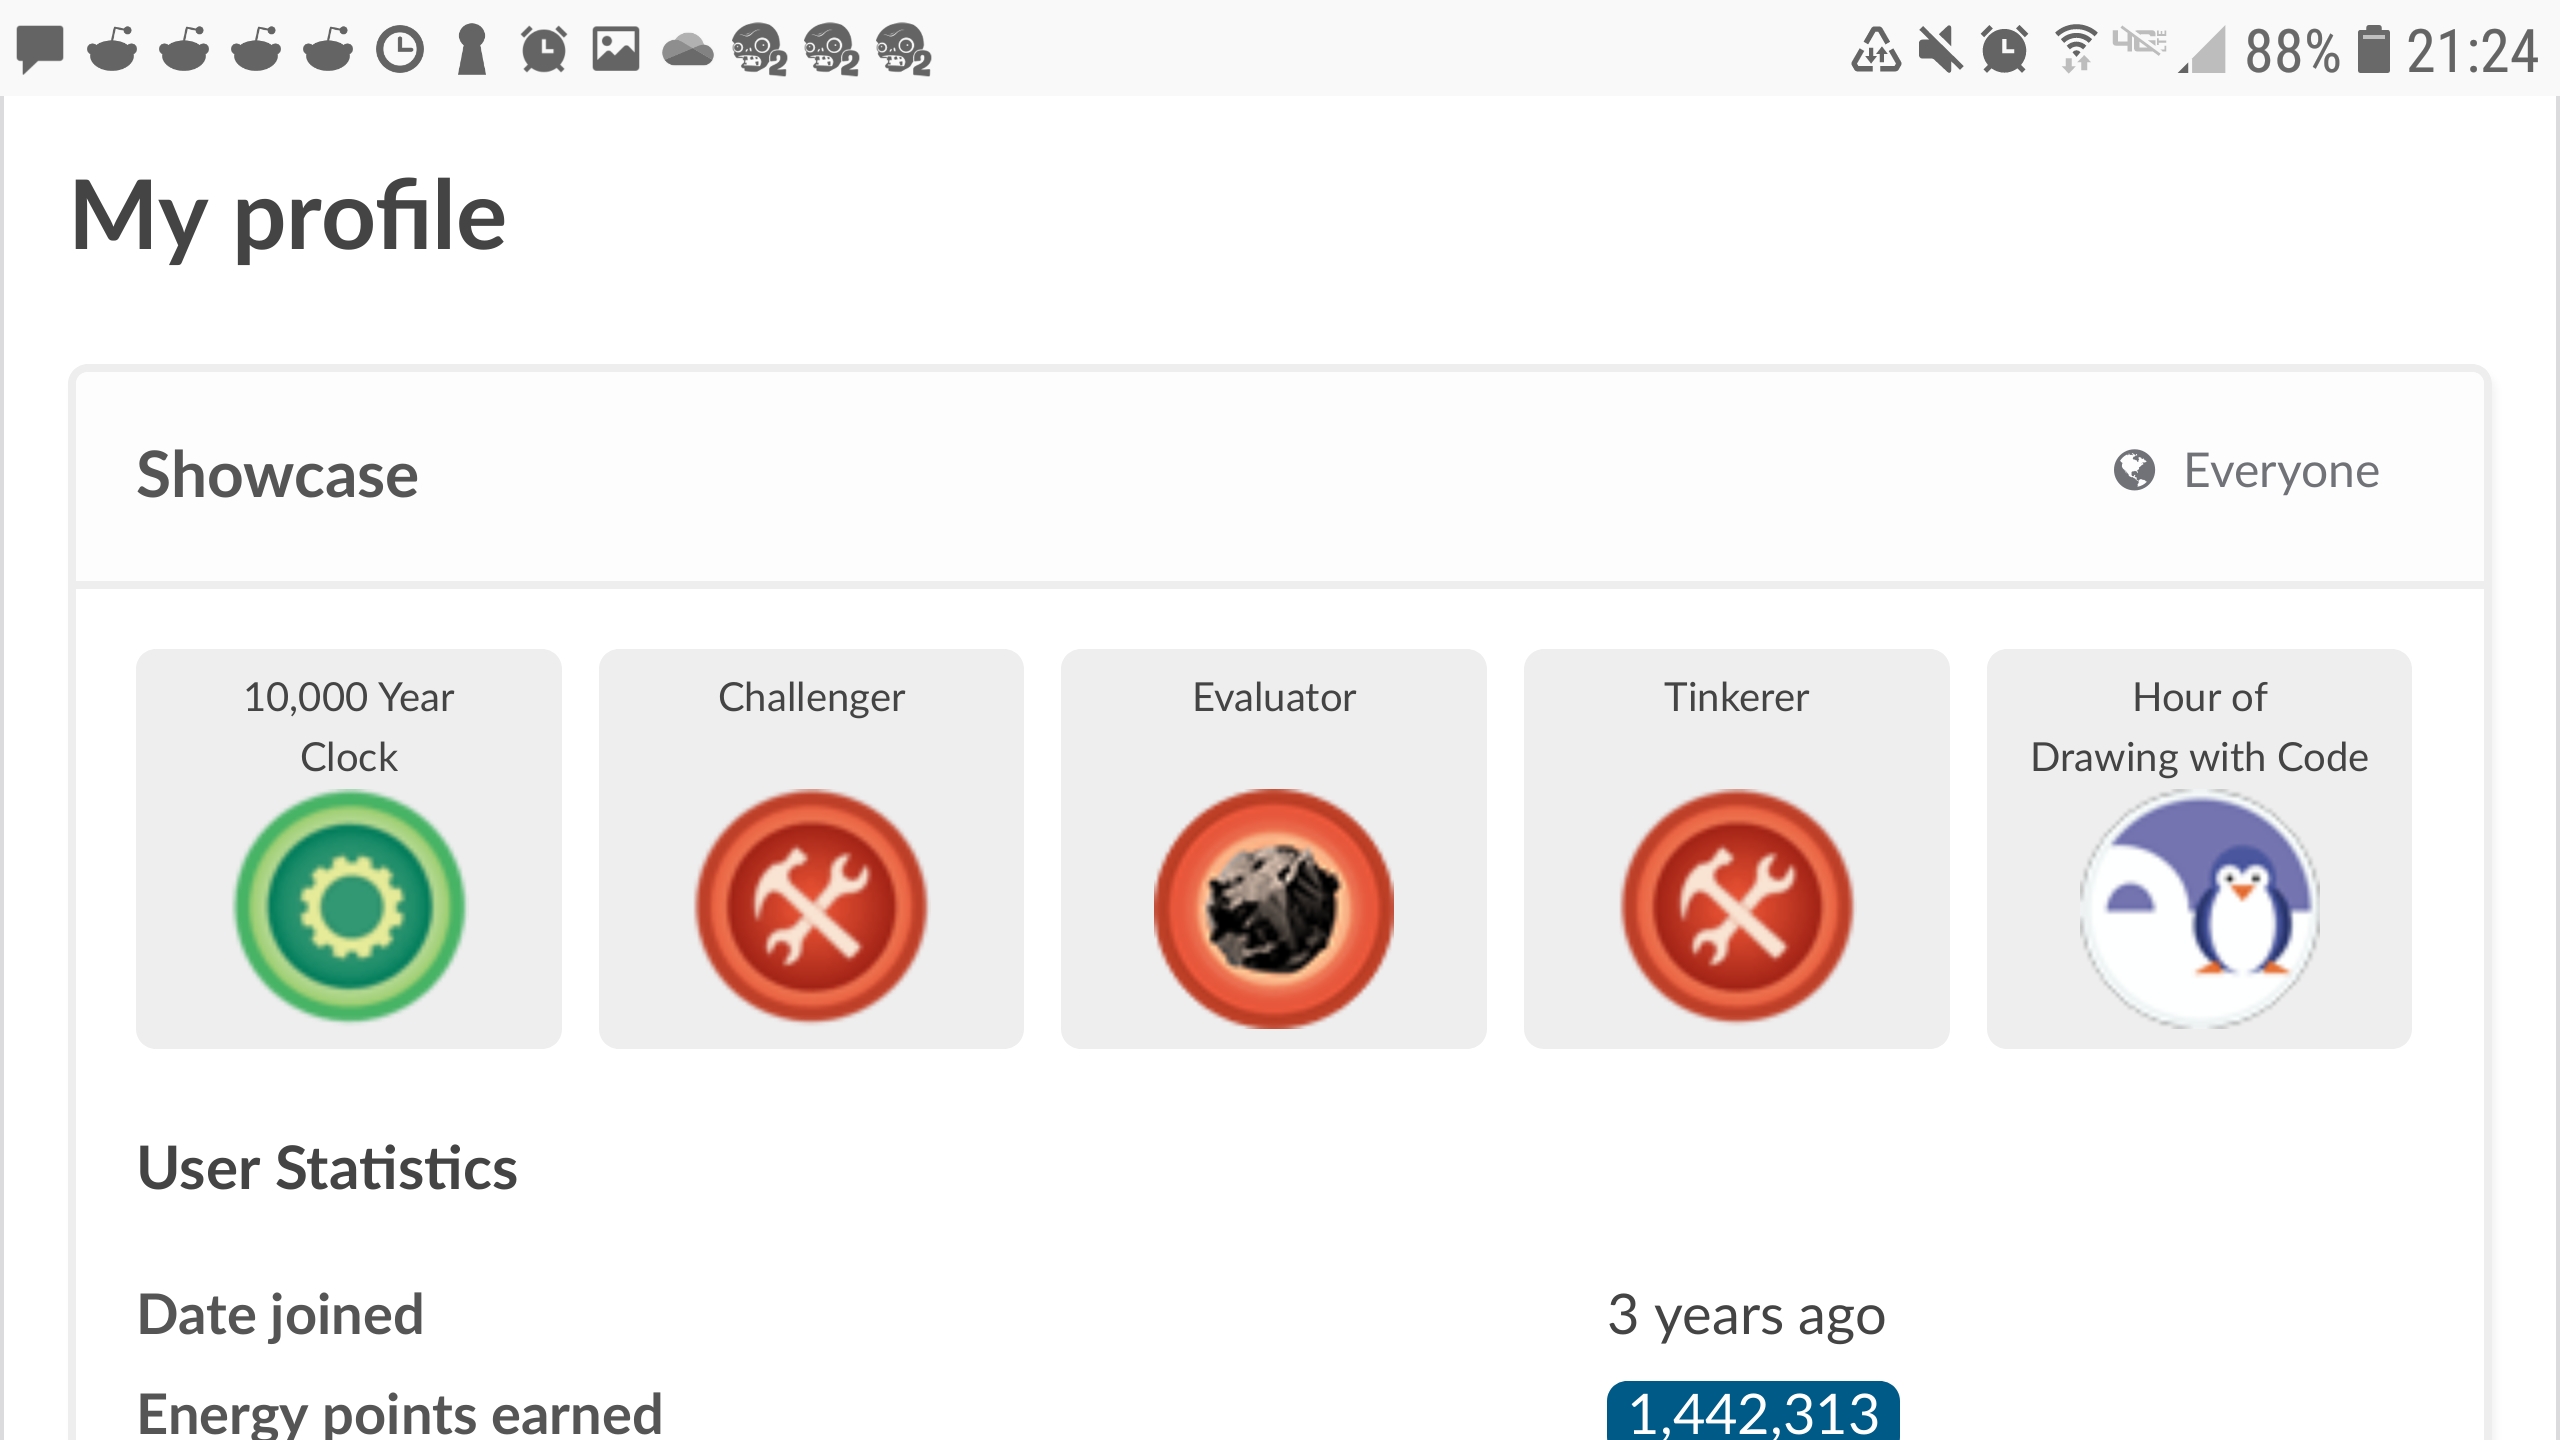 88% 21:24
My profile
Showcase
Everyone
10,000 Year
Clock
Challenger
Evaluator
Tinkerer
Hour of
Drawing with Code
User Statistics
Date joined
3 years ago
Energy points earned
1,442,313